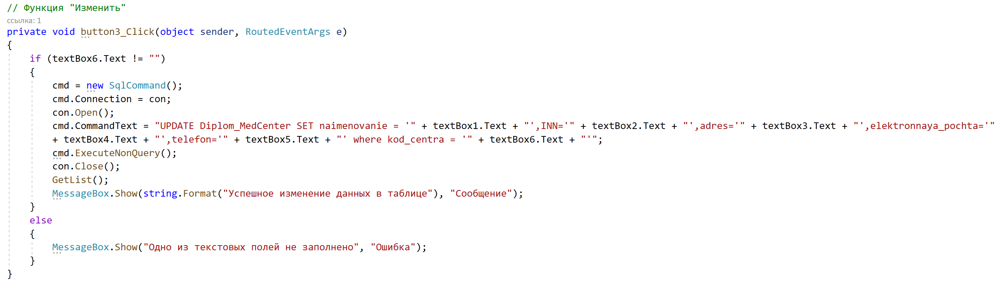 // Функция "Изменить"
ссылка: 1
private void button3_Click(object sender, RoutedEventArgs e)
{
if (textBox6.Text != "")
{
cmd = new SqlCommand();
cmd.Connection = con;
con.Open();
cmd.CommandText = "UPDATE Diplom_MedCenter SET naimenovanie = '" + textBox1.Text + "',INN='" + textBox2.Text + "',adres='" + textBox3.Text + "',elektronnaya_pochta='"
+ textBox4.Text + "',telefon='" + textBox5.Text + "' where kod_centra = '" + textBox6.Text + "'";
cmd.ExecuteNonQuery();
con.Close();
GetList();
MessageBox.Show(string.Format("Успешное изменение данных в таблице"), "Сообщение");
}
else
{
MessageBox.Show("Одно из текстовых полей не заполнено", "Ошибка");
}
}